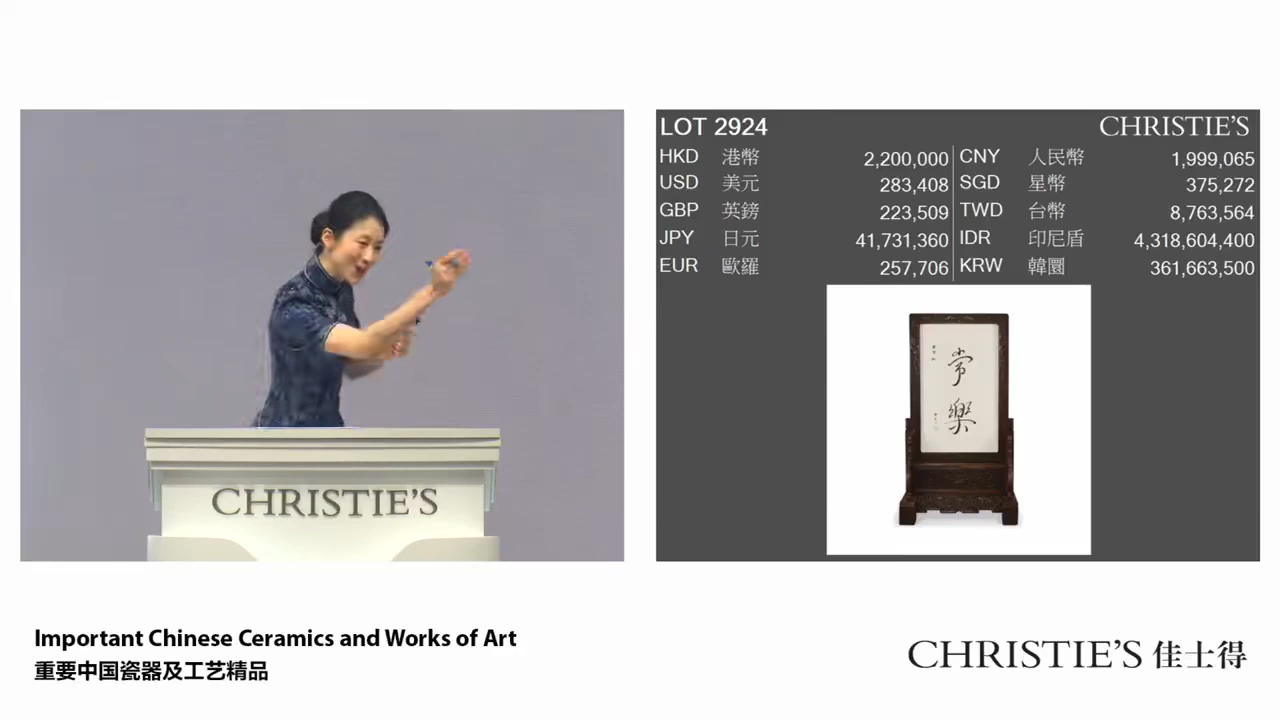 LOT 2924
CHRISTIE'S
HKD 港幣 2,200,000 CNY 人民幣 1,999,065
USD 美元 283,408 SGD 星幣 375,272
GBP 英鎊 223,509 TWD 台幣 8,763,564
JPY 日元 41,731,360 IDR 印尼盾 4,318,604,400
EUR 歐羅 257,706 KRW 韓圜 361,663,500
常
樂
CHRISTIE'S
Important Chinese Ceramics and Works of Art
重要中国瓷器及工艺精品
CHRISTIE'S 佳士得